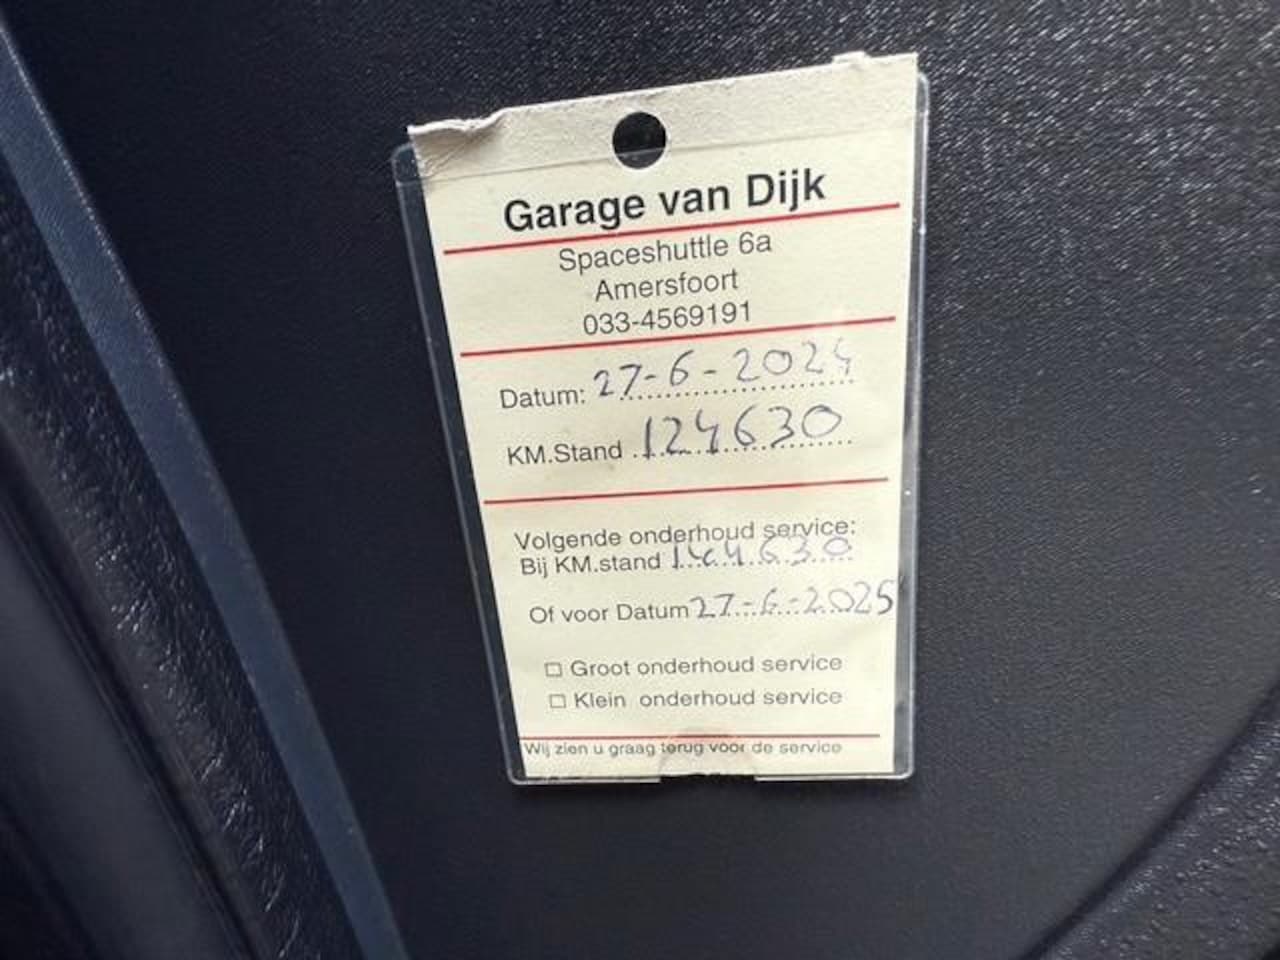 Garage van Dijk
Spaceshuttle 6a
Amersfoort
033-4569191
Datum: 27-6-2024
KM.Stand 124630
Volgende onderhoud service:
Bij KM.stand 144630
Of voor Datum 27-6-2025
☐ Groot onderhoud service
☐ Klein onderhoud service
Wij zien u graag terug voor de service